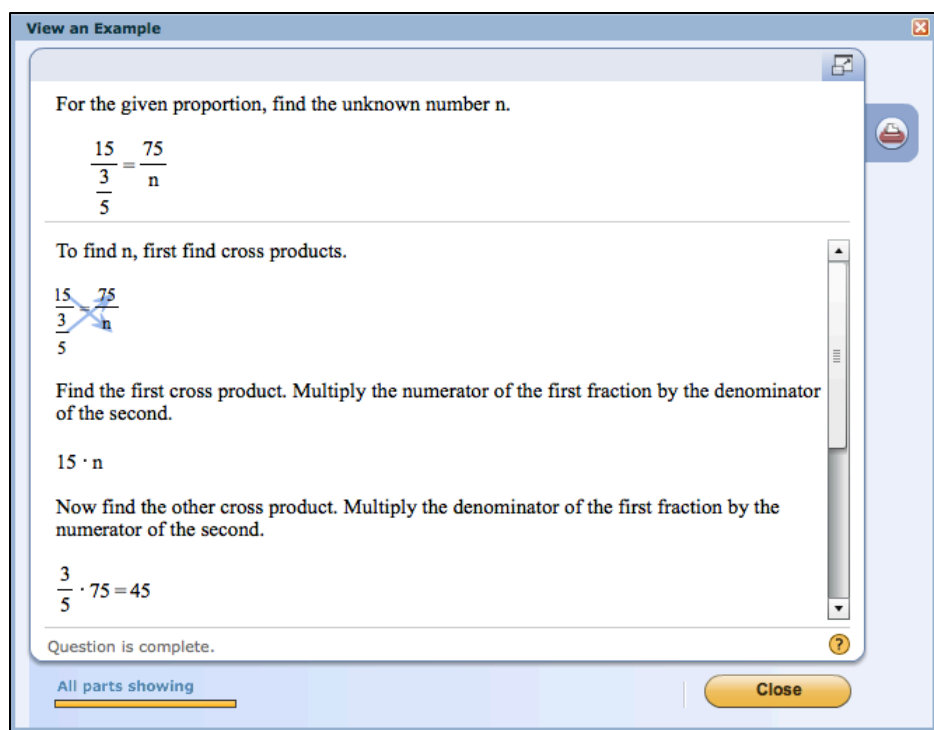 View an Example
For the given proportion, find the unknown number n.
15 75
— = —
3 n
—
5
To find n, first find cross products.
15 75
— = —
3 n
—
5
Find the first cross product. Multiply the numerator of the first fraction by the denominator
of the second.
15 · n
Now find the other cross product. Multiply the denominator of the first fraction by the
numerator of the second.
3
— · 75 = 45
5
Question is complete.
?
All parts showing
Close